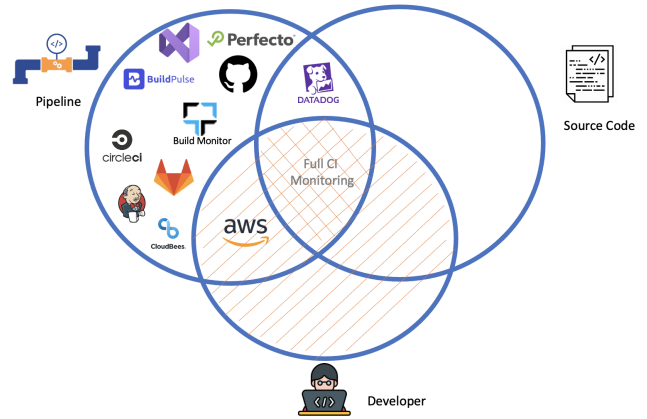 Perfecto
BuildPulse
Pipeline
DATADOG
Source Code
Build Monitor
circleci
Full CI
Monitoring
aws
CloudBees.
Developer